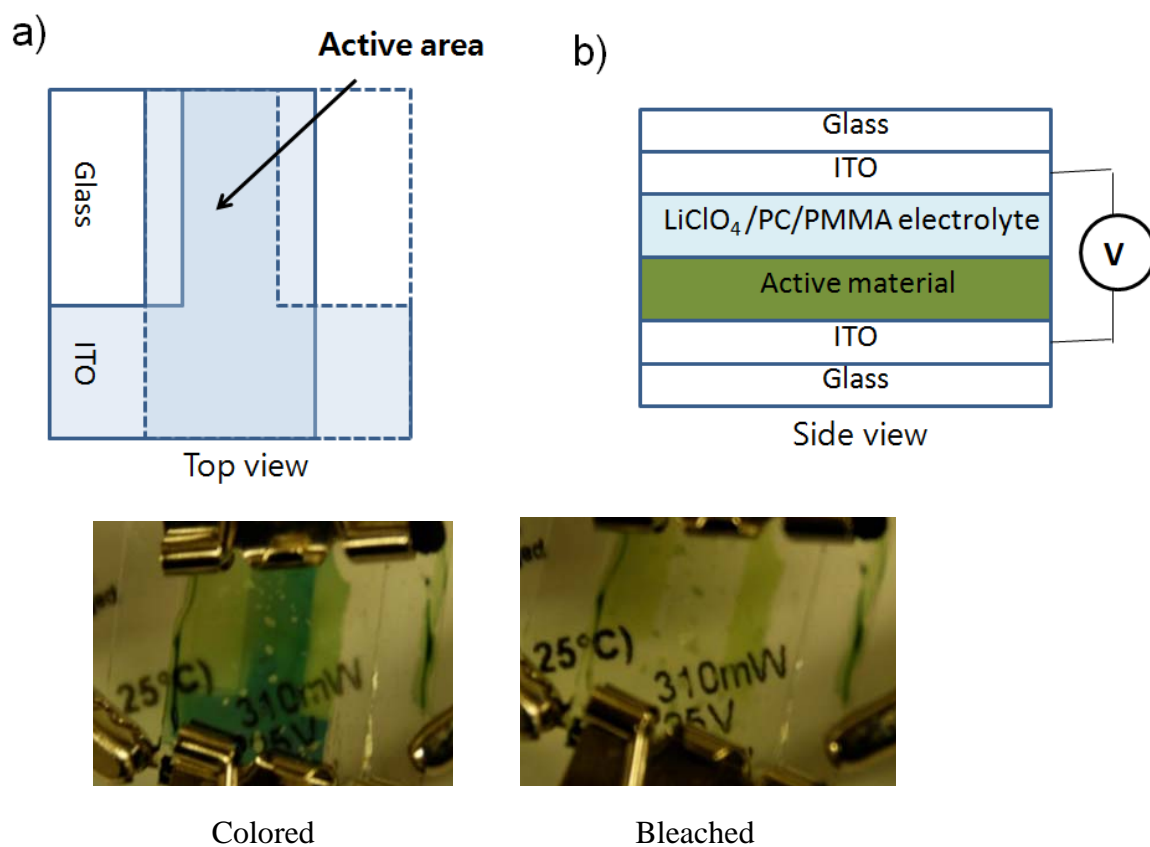 a)
Active area
Glass
ITO
Top view
b)
Glass
ITO
LiClO₄/PC/PMMA electrolyte
Active material
ITO
Glass
V
Side view
25°C)
310mW
25°C)
310mW
Colored
Bleached